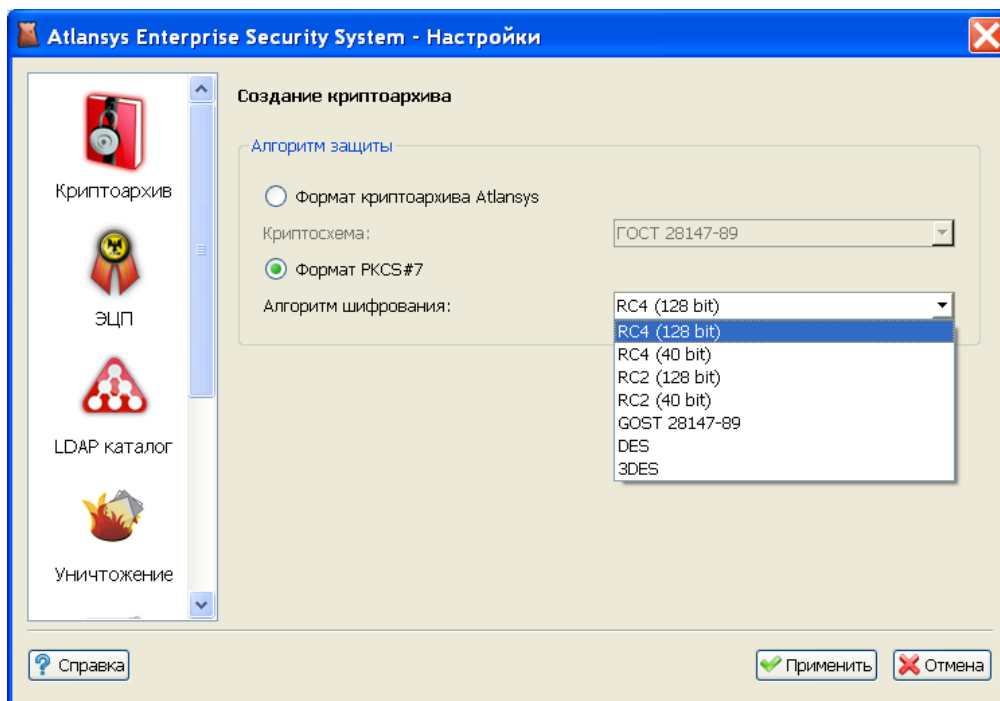 Atlansys Enterprise Security System - Настройки
Криптоархив
ЭЦП
LDAP каталог
Уничтожение
Создание криптоархива
Алгоритм защиты
Формат криптоархива Atlansys
Криптосхема:
ГОСТ 28147-89
Формат PKCS#7
Алгоритм шифрования:
RC4 (128 bit)
RC4 (128 bit)
RC4 (40 bit)
RC2 (128 bit)
RC2 (40 bit)
GOST 28147-89
DES
3DES
Справка
Применить
Отмена